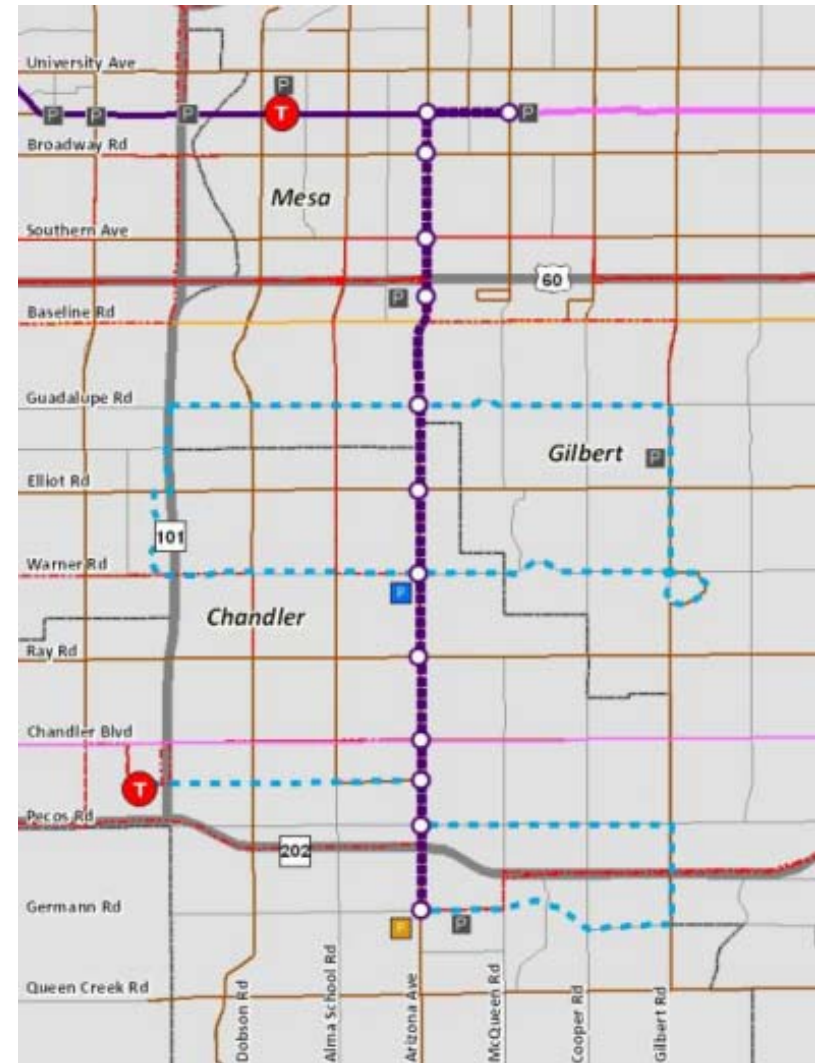 University Ave
P
P
P
P
T
P
Broadway Rd
Mesa
Southern Ave
60
P
Baseline Rd
Guadalupe Rd
Gilbert
P
Elliot Rd
101
Warner Rd
P
Chandler
Ray Rd
Chandler Blvd
T
Pecos Rd
202
Germann Rd
P
P
Queen Creek Rd
Dobson Rd
Alma School Rd
Arizona Ave
McQueen Rd
Cooper Rd
Gilbert Rd